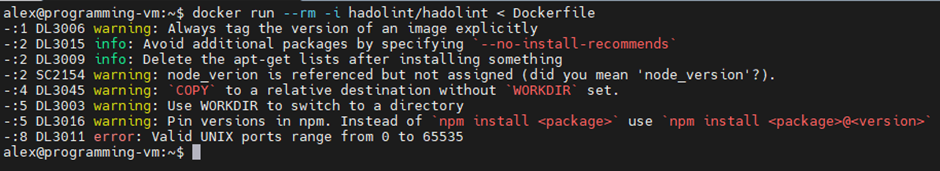 alex@programming-vm:~$ docker run --rm -i hadolint/hadolint < Dockerfile
-:1 DL3006 warning: Always tag the version of an image explicitly
-:2 DL3015 info: Avoid additional packages by specifying `--no-install-recommends`
-:2 DL3009 info: Delete the apt-get lists after installing something
-:2 SC2154 warning: node_verion is referenced but not assigned (did you mean 'node_version'?).
-:4 DL3045 warning: `COPY` to a relative destination without `WORKDIR` set.
-:5 DL3003 warning: Use WORKDIR to switch to a directory
-:5 DL3016 warning: Pin versions in npm. Instead of `npm install <package>` use `npm install <package>@<version>`
-:8 DL3011 error: Valid UNIX ports range from 0 to 65535
alex@programming-vm:~$